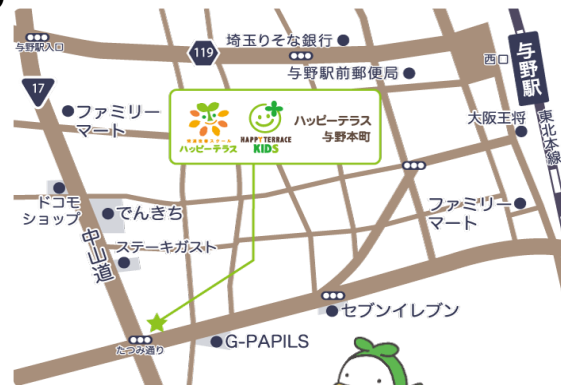 埼玉りそな銀行
与野駅入口
119
与野駅前郵便局
西口
与野駅
17
ファミリー
マート
ハッピーテラス
HAPPY TERRACE
KIDS
ハッピーテラス
与野本町
大阪王将
東北本線
ドコモ
ショップ
でんきち
ファミリー
マート
中山道
ステーキガスト
セブンイレブン
たつみ通り
G-PAPILS